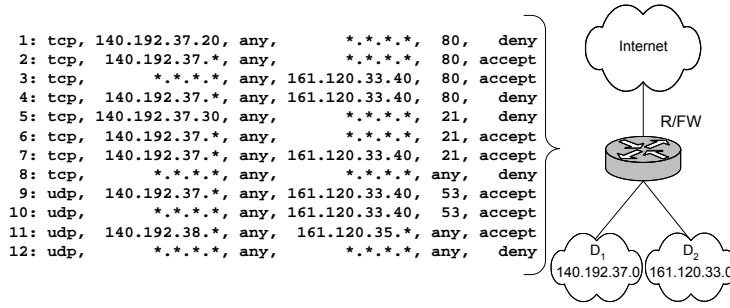 1: tcp, 140.192.37.20, any, *.*.*.*, 80, deny
2: tcp, 140.192.37.*, any, *.*.*.*, 80, accept
3: tcp, *.*.*.*, any, 161.120.33.40, 80, accept
4: tcp, 140.192.37.*, any, 161.120.33.40, 80, deny
5: tcp, 140.192.37.30, any, *.*.*.*, 21, deny
6: tcp, 140.192.37.*, any, *.*.*.*, 21, accept
7: tcp, 140.192.37.*, any, 161.120.33.40, 21, accept
8: tcp, *.*.*.*, any, *.*.*.*, any, deny
9: udp, 140.192.37.*, any, 161.120.33.40, 53, accept
10: udp, *.*.*.*, any, 161.120.33.40, 53, accept
11: udp, 140.192.38.*, any, 161.120.35.*, any, accept
12: udp, *.*.*.*, any, *.*.*.*, any, deny
Internet
R/FW
D1
140.192.37.0
D2
161.120.33.0